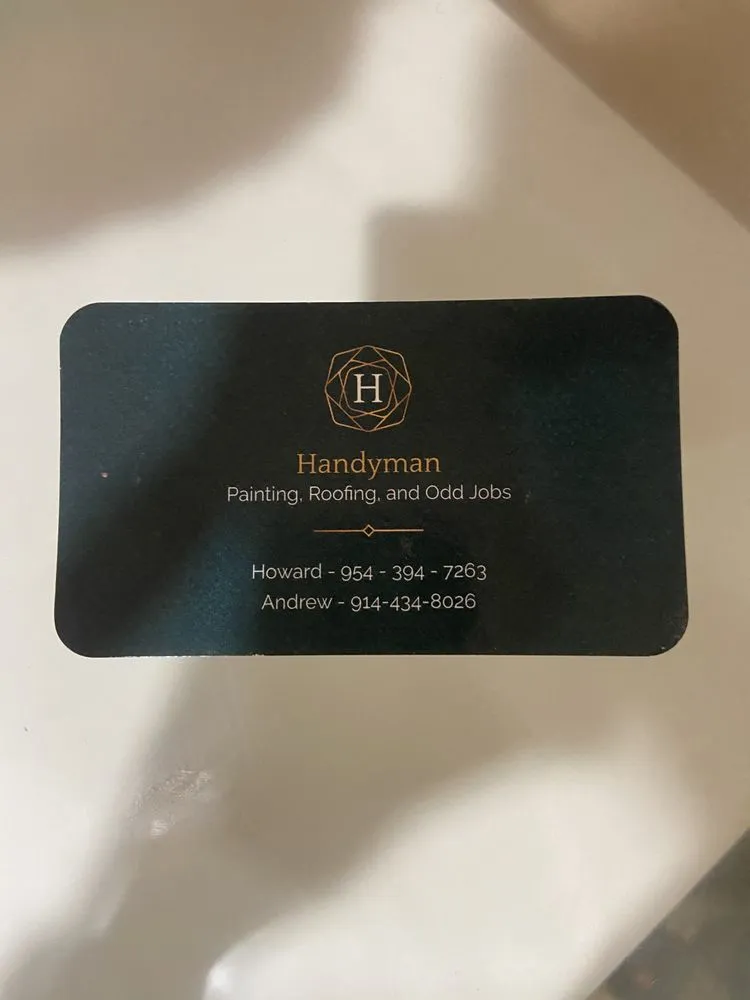 H
Handyman
Painting, Roofing, and Odd Jobs
Howard - 954 - 394 - 7263
Andrew - 914-434-8026